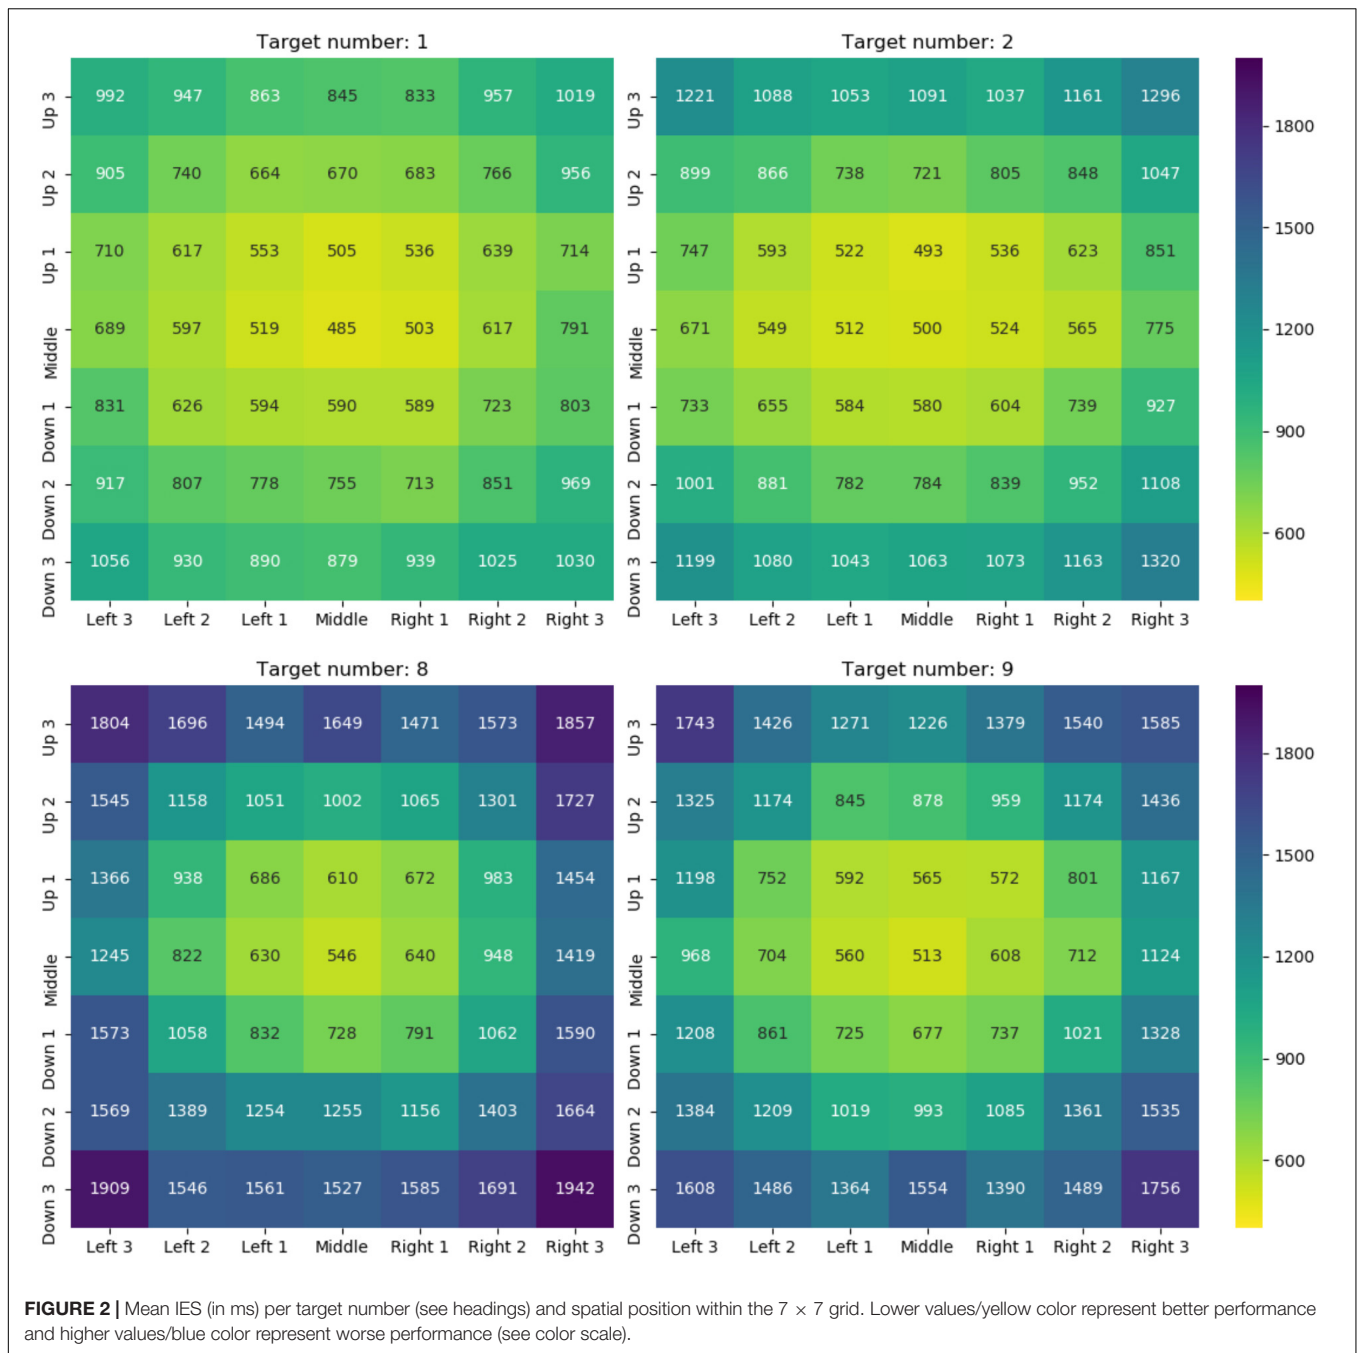 Target number: 1
Up 3 992 947 863 845 833 957 1019
Up 2 905 740 664 670 683 766 956
Up 1 710 617 553 505 536 639 714
Middle 689 597 519 485 503 617 791
Down 1 831 626 594 590 589 723 803
Down 2 917 807 778 755 713 851 969
Down 3 1056 930 890 879 939 1025 1030
Left 3 Left 2 Left 1 Middle Right 1 Right 2 Right 3
Target number: 2
Up 3 1221 1088 1053 1091 1037 1161 1296
Up 2 899 866 738 721 805 848 1047
Up 1 747 593 522 493 536 623 851
Middle 671 549 512 500 524 565 775
Down 1 733 655 584 580 604 739 927
Down 2 1001 881 782 784 839 952 1108
Down 3 1199 1080 1043 1063 1073 1163 1320
Left 3 Left 2 Left 1 Middle Right 1 Right 2 Right 3
1800
1500
1200
900
600
Target number: 8
Up 3 1804 1696 1494 1649 1471 1573 1857
Up 2 1545 1158 1051 1002 1065 1301 1727
Up 1 1366 938 686 610 672 983 1454
Middle 1245 822 630 546 640 948 1419
Down 1 1573 1058 832 728 791 1062 1590
Down 2 1569 1389 1254 1255 1156 1403 1664
Down 3 1909 1546 1561 1527 1585 1691 1942
Left 3 Left 2 Left 1 Middle Right 1 Right 2 Right 3
Target number: 9
Up 3 1743 1426 1271 1226 1379 1540 1585
Up 2 1325 1174 845 878 959 1174 1436
Up 1 1198 752 592 565 572 801 1167
Middle 968 704 560 513 608 712 1124
Down 1 1208 861 725 677 737 1021 1328
Down 2 1384 1209 1019 993 1085 1361 1535
Down 3 1608 1486 1364 1554 1390 1489 1756
Left 3 Left 2 Left 1 Middle Right 1 Right 2 Right 3
1800
1500
1200
900
600
FIGURE 2 | Mean IES (in ms) per target number (see headings) and spatial position within the 7 × 7 grid. Lower values/yellow color represent better performance
and higher values/blue color represent worse performance (see color scale).